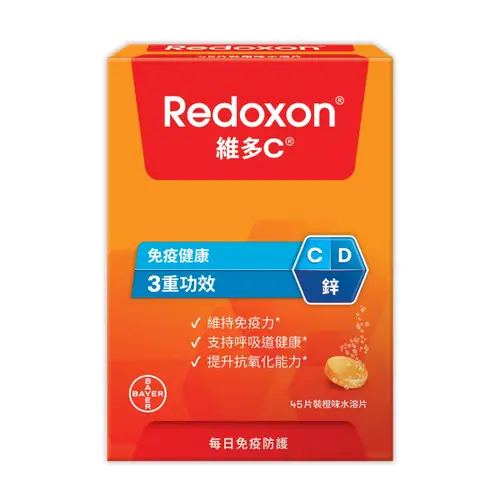 Redoxon®
維多C®
免疫健康
3重功效
C D
鋅
✓ 維持免疫力*
✓ 支持呼吸道健康*
✓ 提升抗氧化能力*
BAYER
BAYER
45片裝橙味水溶片
每日免疫防護